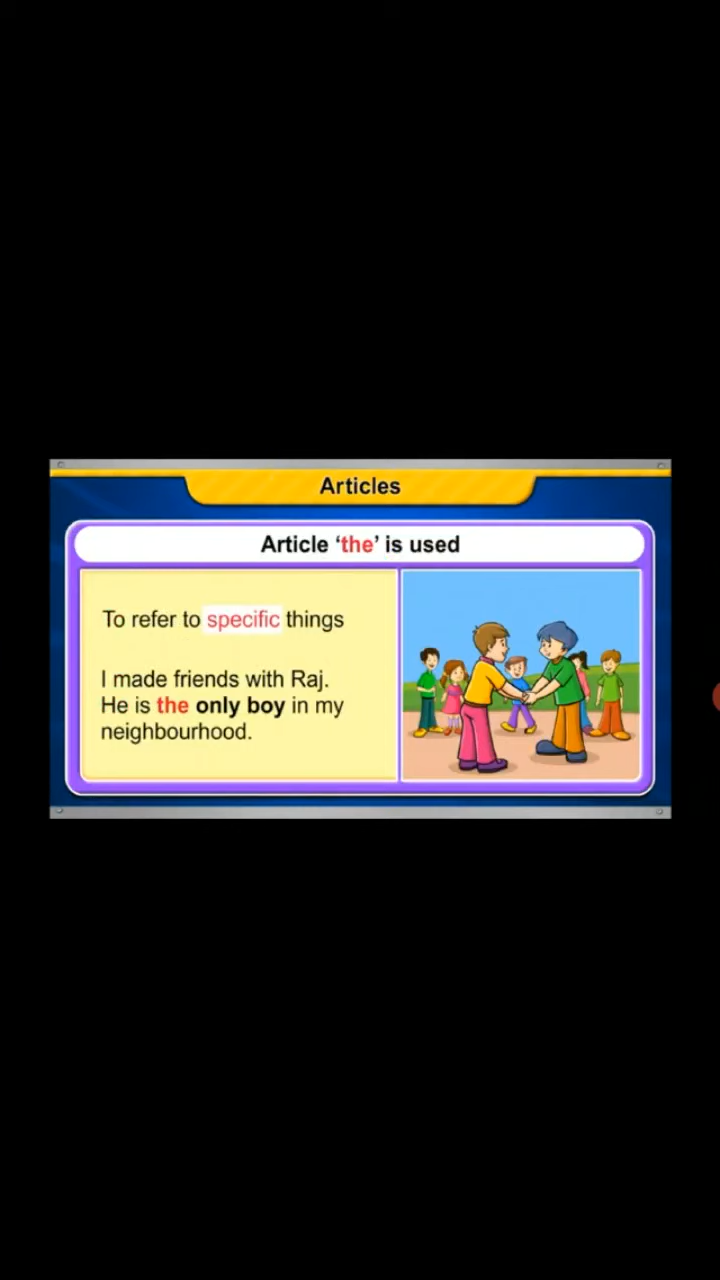 Articles
Article ‘the’ is used
To refer to specific things
I made friends with Raj.
He is the only boy in my
neighbourhood.